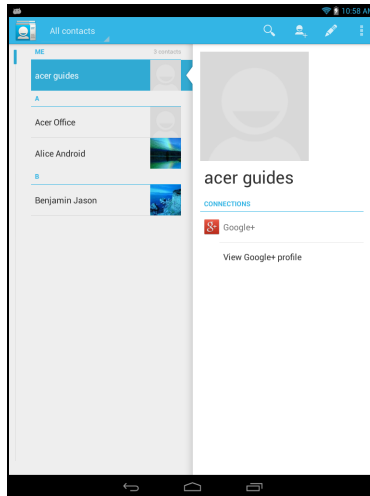 10:58 AM
All contacts
ME 3 contacts
acer guides
A
Acer Office
Alice Android
B
Benjamin Jason
acer guides
CONNECTIONS
g+ Google+
View Google+ profile